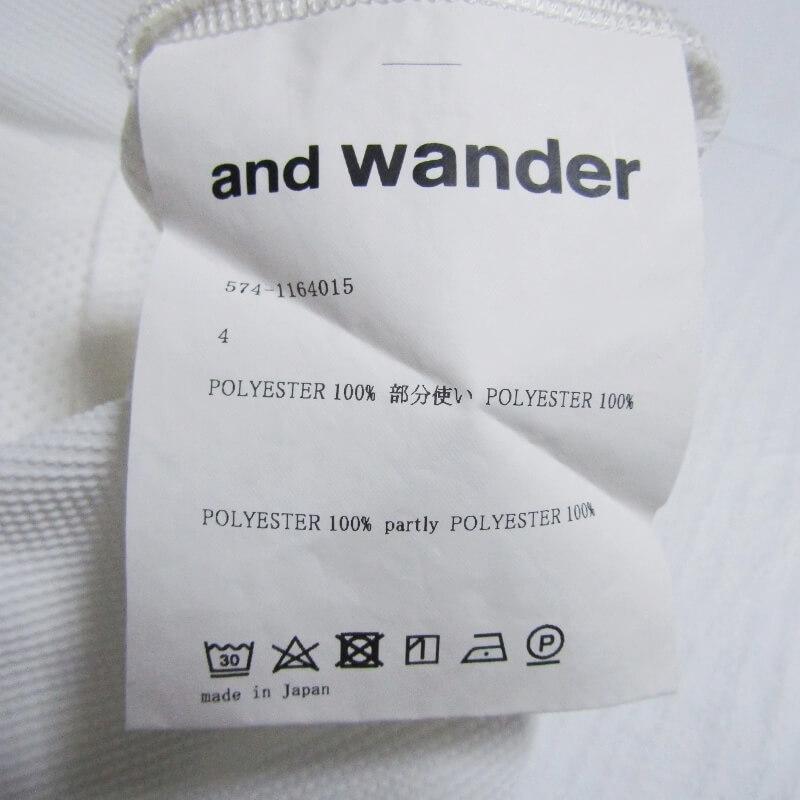 and wander
574-1164015
4
POLYESTER 100% 部分使い POLYESTER 100%
POLYESTER 100% partly POLYESTER 100%
30 P
made in Japan